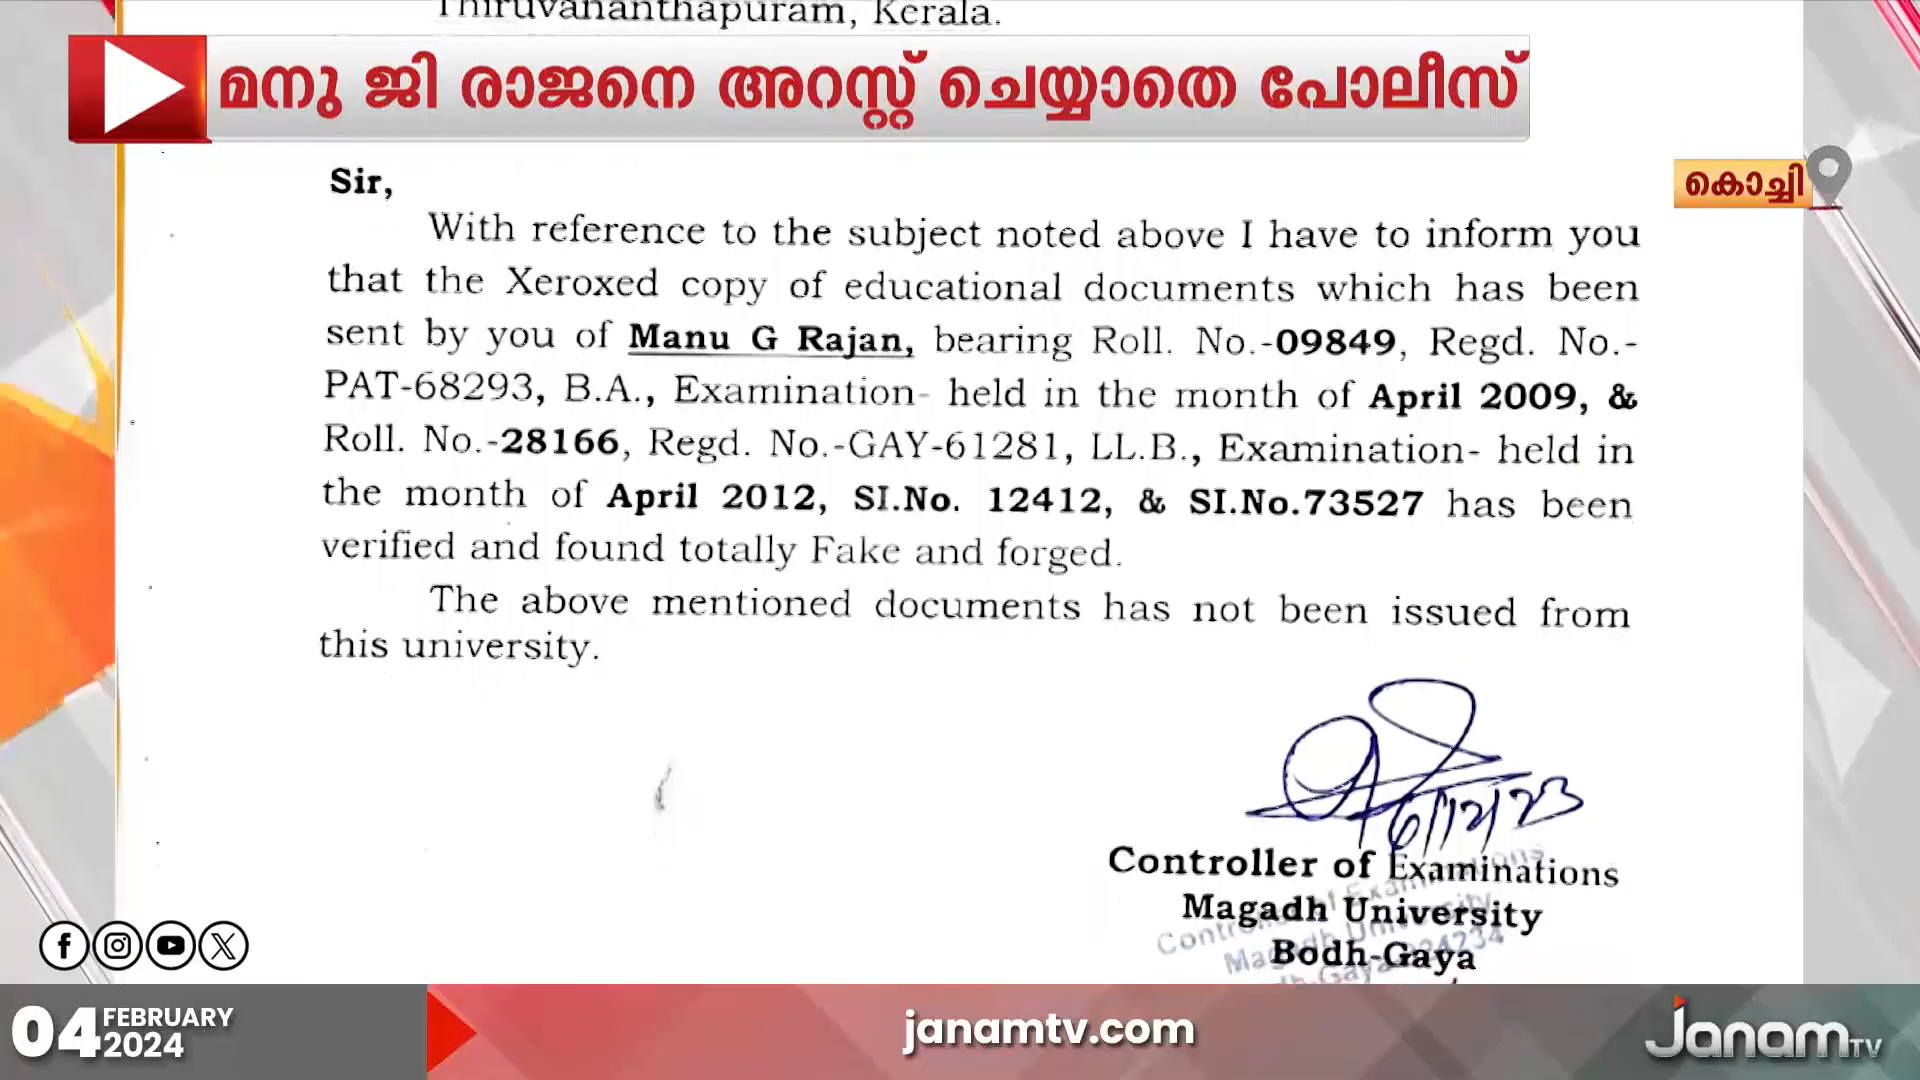 Thiruvananthapuram, Kerala.
മനു ജി രാജനെ അറസ്റ്റ് ചെയ്യാതെ പോലീസ്
കൊച്ചി
Sir,
With reference to the subject noted above I have to inform you
that the Xeroxed copy of educational documents which has been
sent by you of Manu G Rajan, bearing Roll. No.-09849, Regd. No.-
PAT-68293, B.A., Examination- held in the month of April 2009, &
Roll. No.-28166, Regd. No.-GAY-61281, LL.B., Examination- held in
the month of April 2012, SI.No. 12412, & SI.No.73527 has been
verified and found totally Fake and forged.
The above mentioned documents has not been issued from
this university.
6/12/23
Controller of Examinations
Magadh University
Bodh-Gaya
Controller of Examinations
Magadh University
04 FEBRUARY 2024
janamtv.com
Janam TV